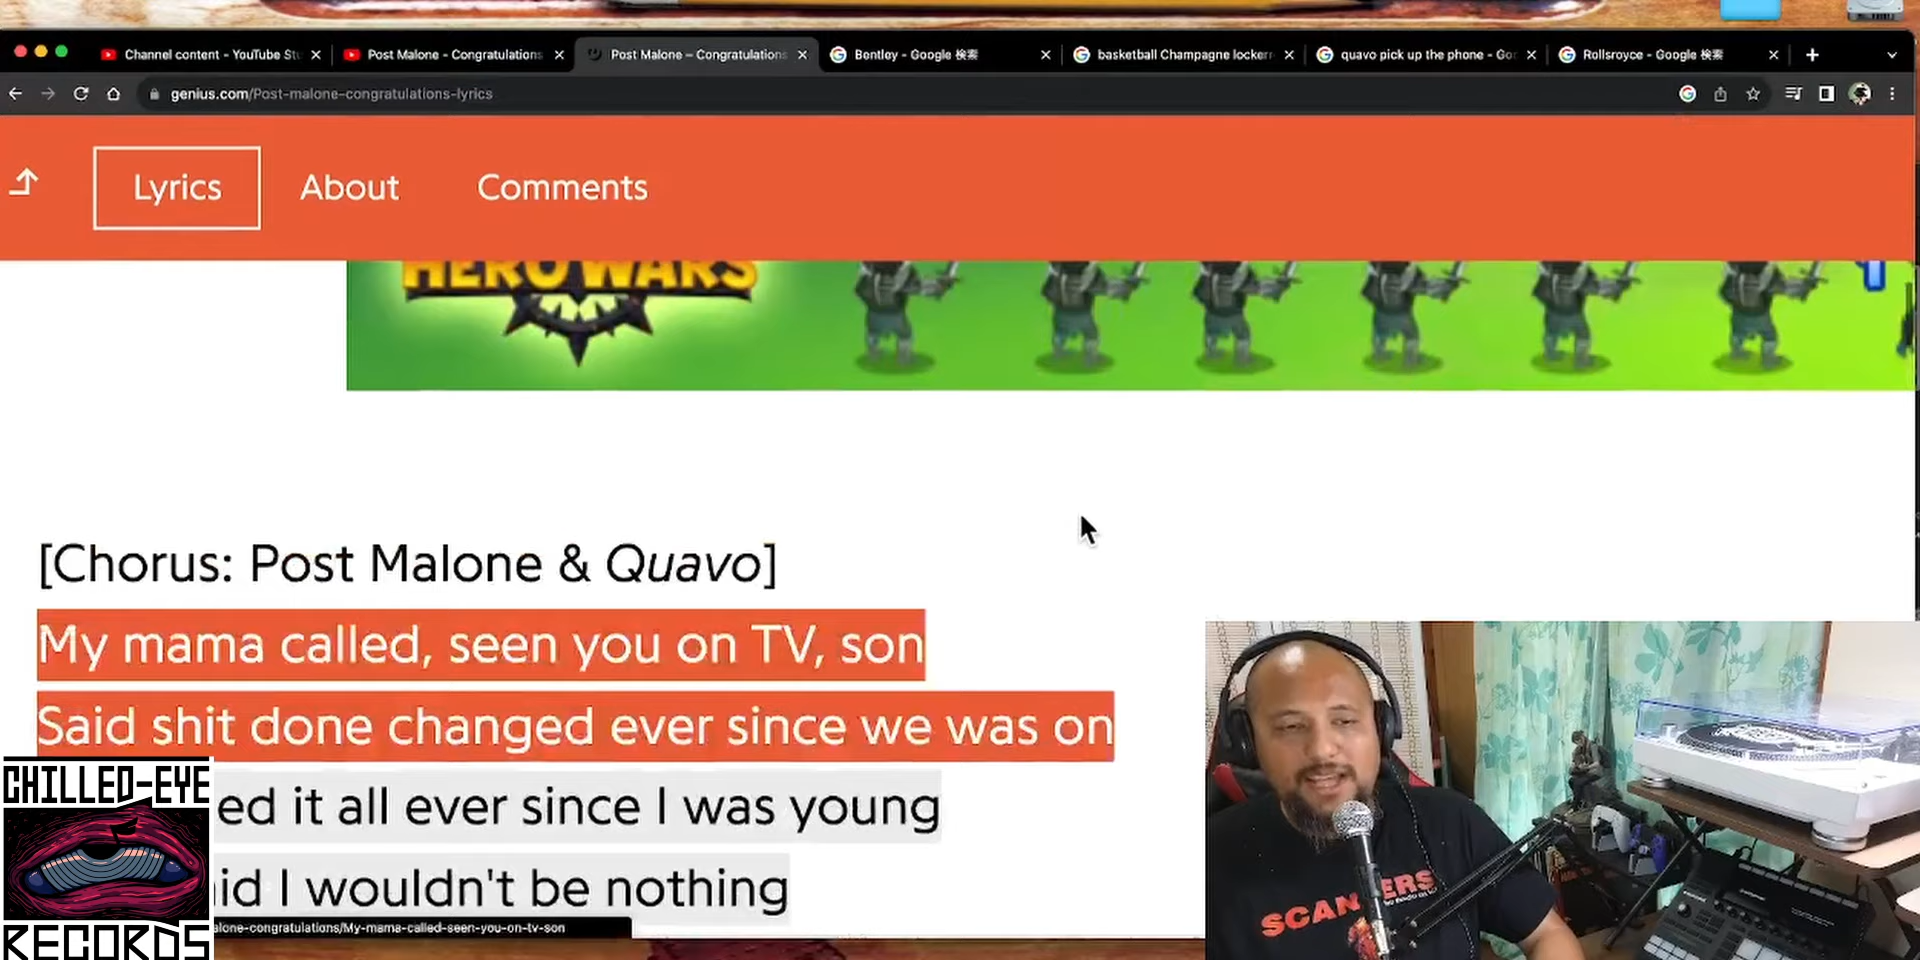 Channel content - YouTube Stu
Post Malone - Congratulations
Post Malone – Congratulations
Bentley - Google 検索
basketball Champagne locker
quavo pick up the phone - Goo
Rollsroyce - Google 検索
genius.com/Post-malone-congratulations-lyrics
Lyrics
About
Comments
HERO WARS
[Chorus: Post Malone & Quavo]
My mama called, seen you on TV, son
Said shit done changed ever since we was on
ed it all ever since I was young
id I wouldn't be nothing
alone-congratulations/My-mama-called-seen-you-on-tv-son
CHILLED-EYE
RECORDS
SCANNERS